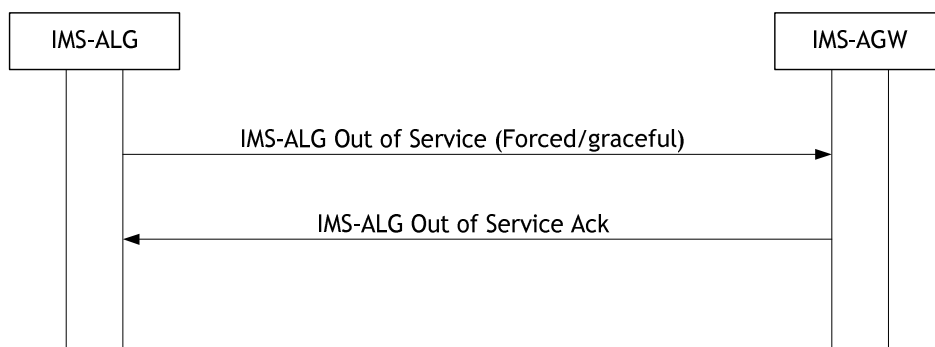 IMS-ALG
IMS-AGW
IMS-ALG Out of Service (Forced/graceful)
IMS-ALG Out of Service Ack